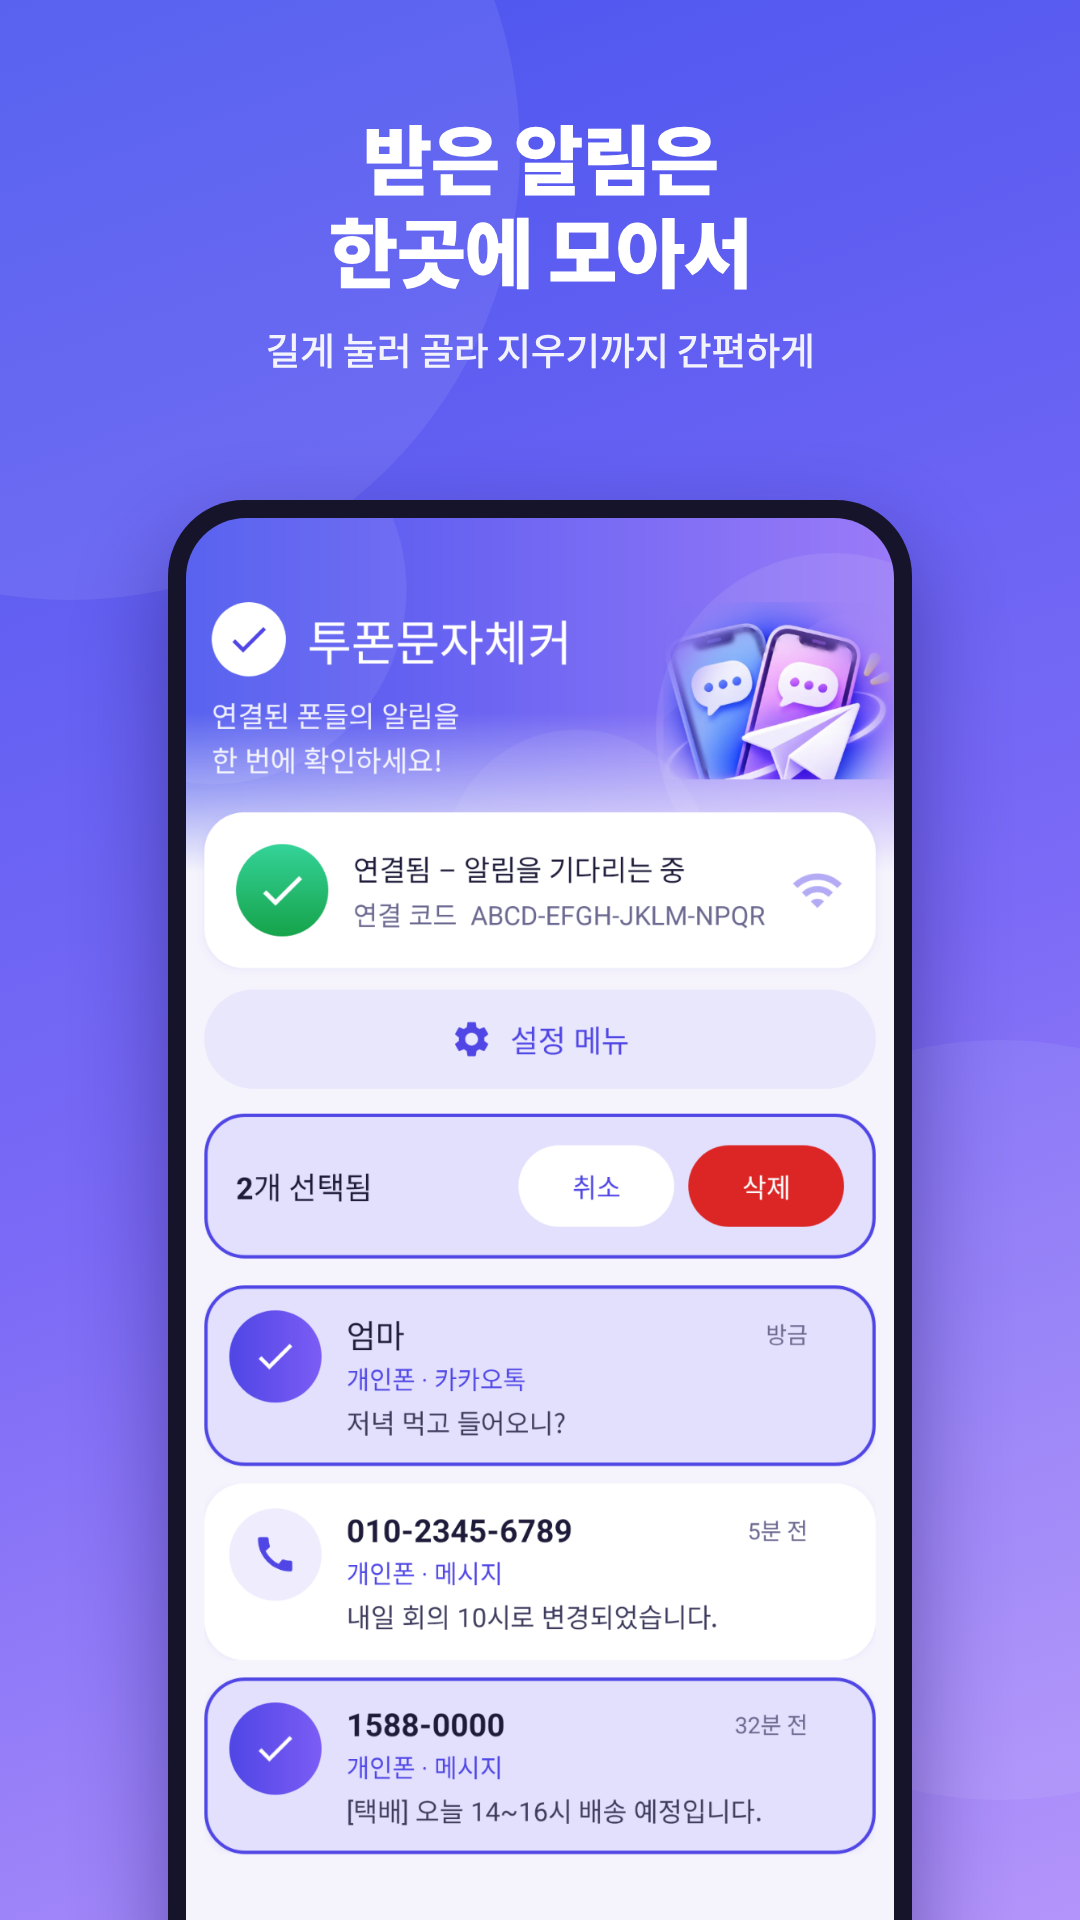 받은 알림은
한곳에 모아서
길게 눌러 골라 지우기까지 간편하게
투폰문자체커
연결된 폰들의 알림을
한 번에 확인하세요!
연결됨 – 알림을 기다리는 중
연결 코드 ABCD-EFGH-JKLM-NPQR
설정 메뉴
2개 선택됨 취소 삭제
엄마 방금
개인폰 · 카카오톡
저녁 먹고 들어오니?
010-2345-6789 5분 전
개인폰 · 메시지
내일 회의 10시로 변경되었습니다.
1588-0000 32분 전
개인폰 · 메시지
[택배] 오늘 14~16시 배송 예정입니다.